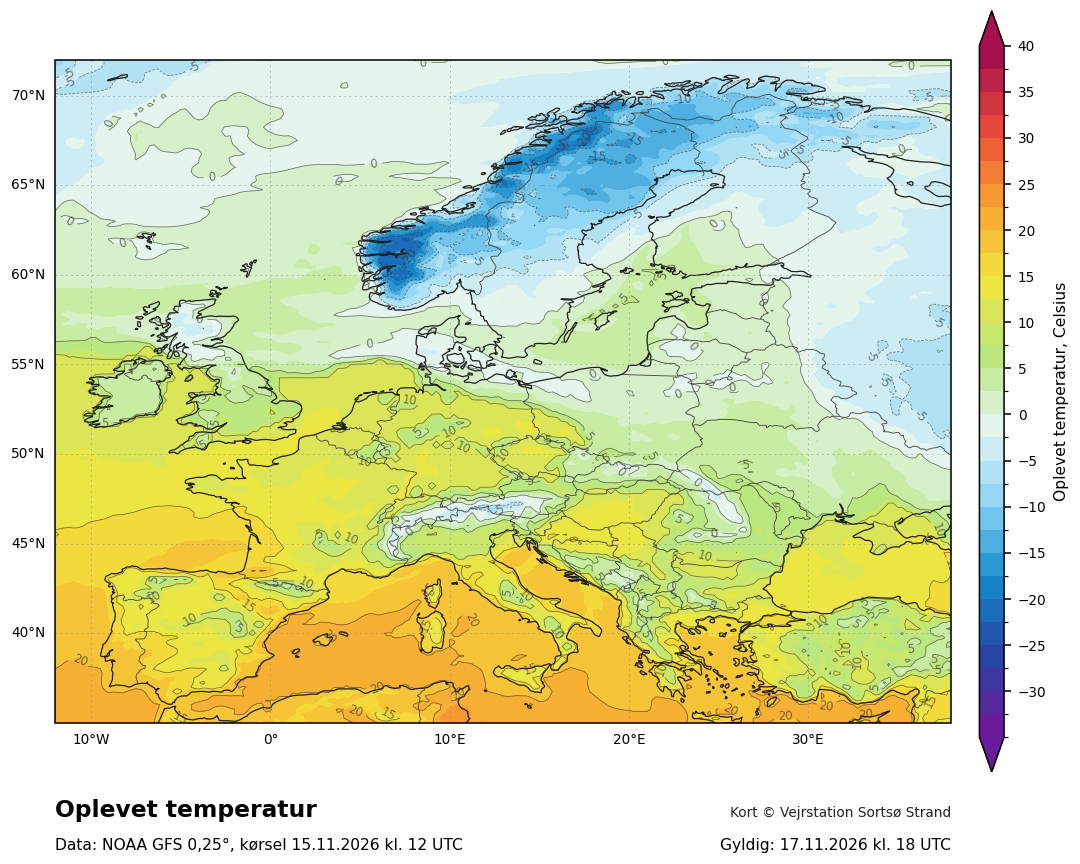 70°N
65°N
60°N
55°N
50°N
45°N
40°N
10°W 0° 10°E 20°E 30°E
40
35
30
25
20
15
10
5
0
−5
−10
−15
−20
−25
−30
Oplevet temperatur, Celsius
Oplevet temperatur
Kort © Vejrstation Sortsø Strand
Data: NOAA GFS 0,25°, kørsel 15.11.2026 kl. 12 UTC
Gyldig: 17.11.2026 kl. 18 UTC